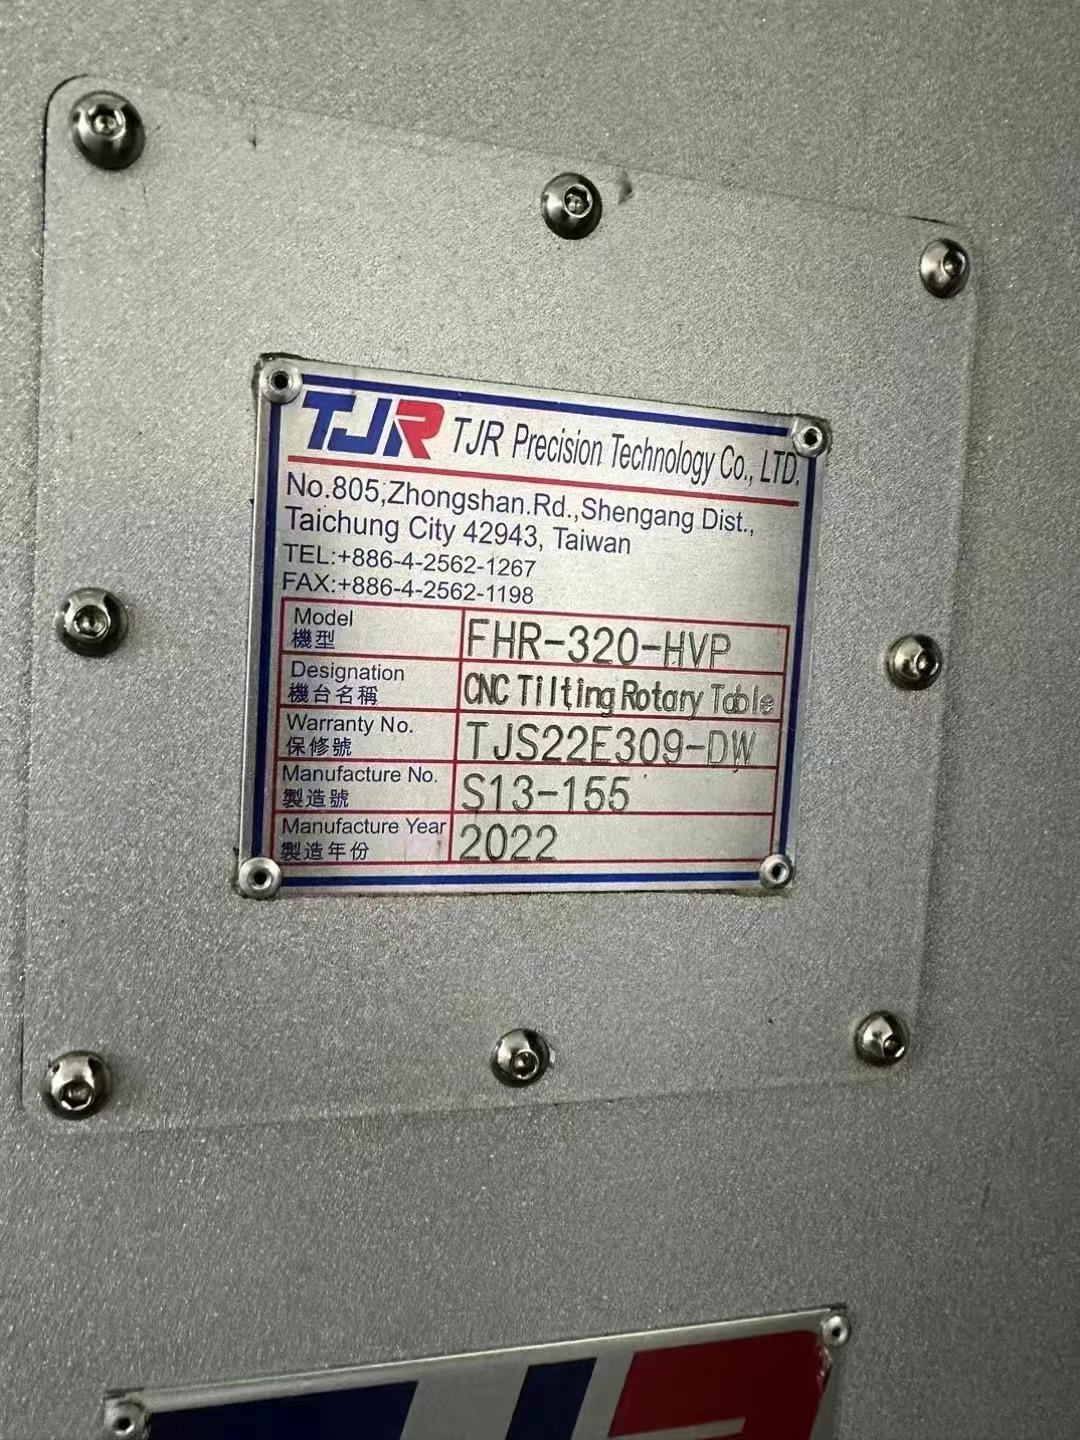 TJR TJR Precision Technology Co., LTD.
No.805,Zhongshan.Rd.,Shengang Dist.,
Taichung City 42943, Taiwan
TEL:+886-4-2562-1267
FAX:+886-4-2562-1198
Model
機型
FHR-320-HVP
Designation
機台名稱
CNC Tilting Rotary Table
Warranty No.
保修號
TJS22E309-DW
Manufacture No.
製造號
S13-155
Manufacture Year
製造年份
2022